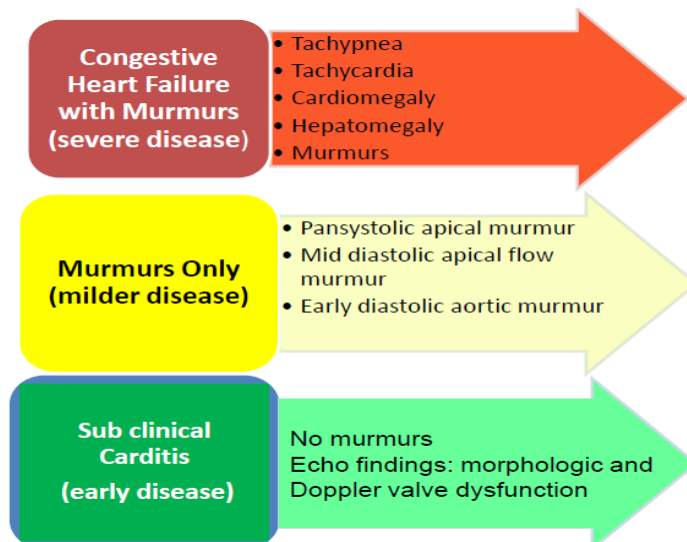 Congestive
Heart Failure
with Murmurs
(severe disease)
• Tachypnea
• Tachycardia
• Cardiomegaly
• Hepatomegaly
• Murmurs
Murmurs Only
(milder disease)
• Pansystolic apical murmur
• Mid diastolic apical flow
murmur
• Early diastolic aortic murmur
Sub clinical
Carditis
(early disease)
No murmurs
Echo findings: morphologic and
Doppler valve dysfunction